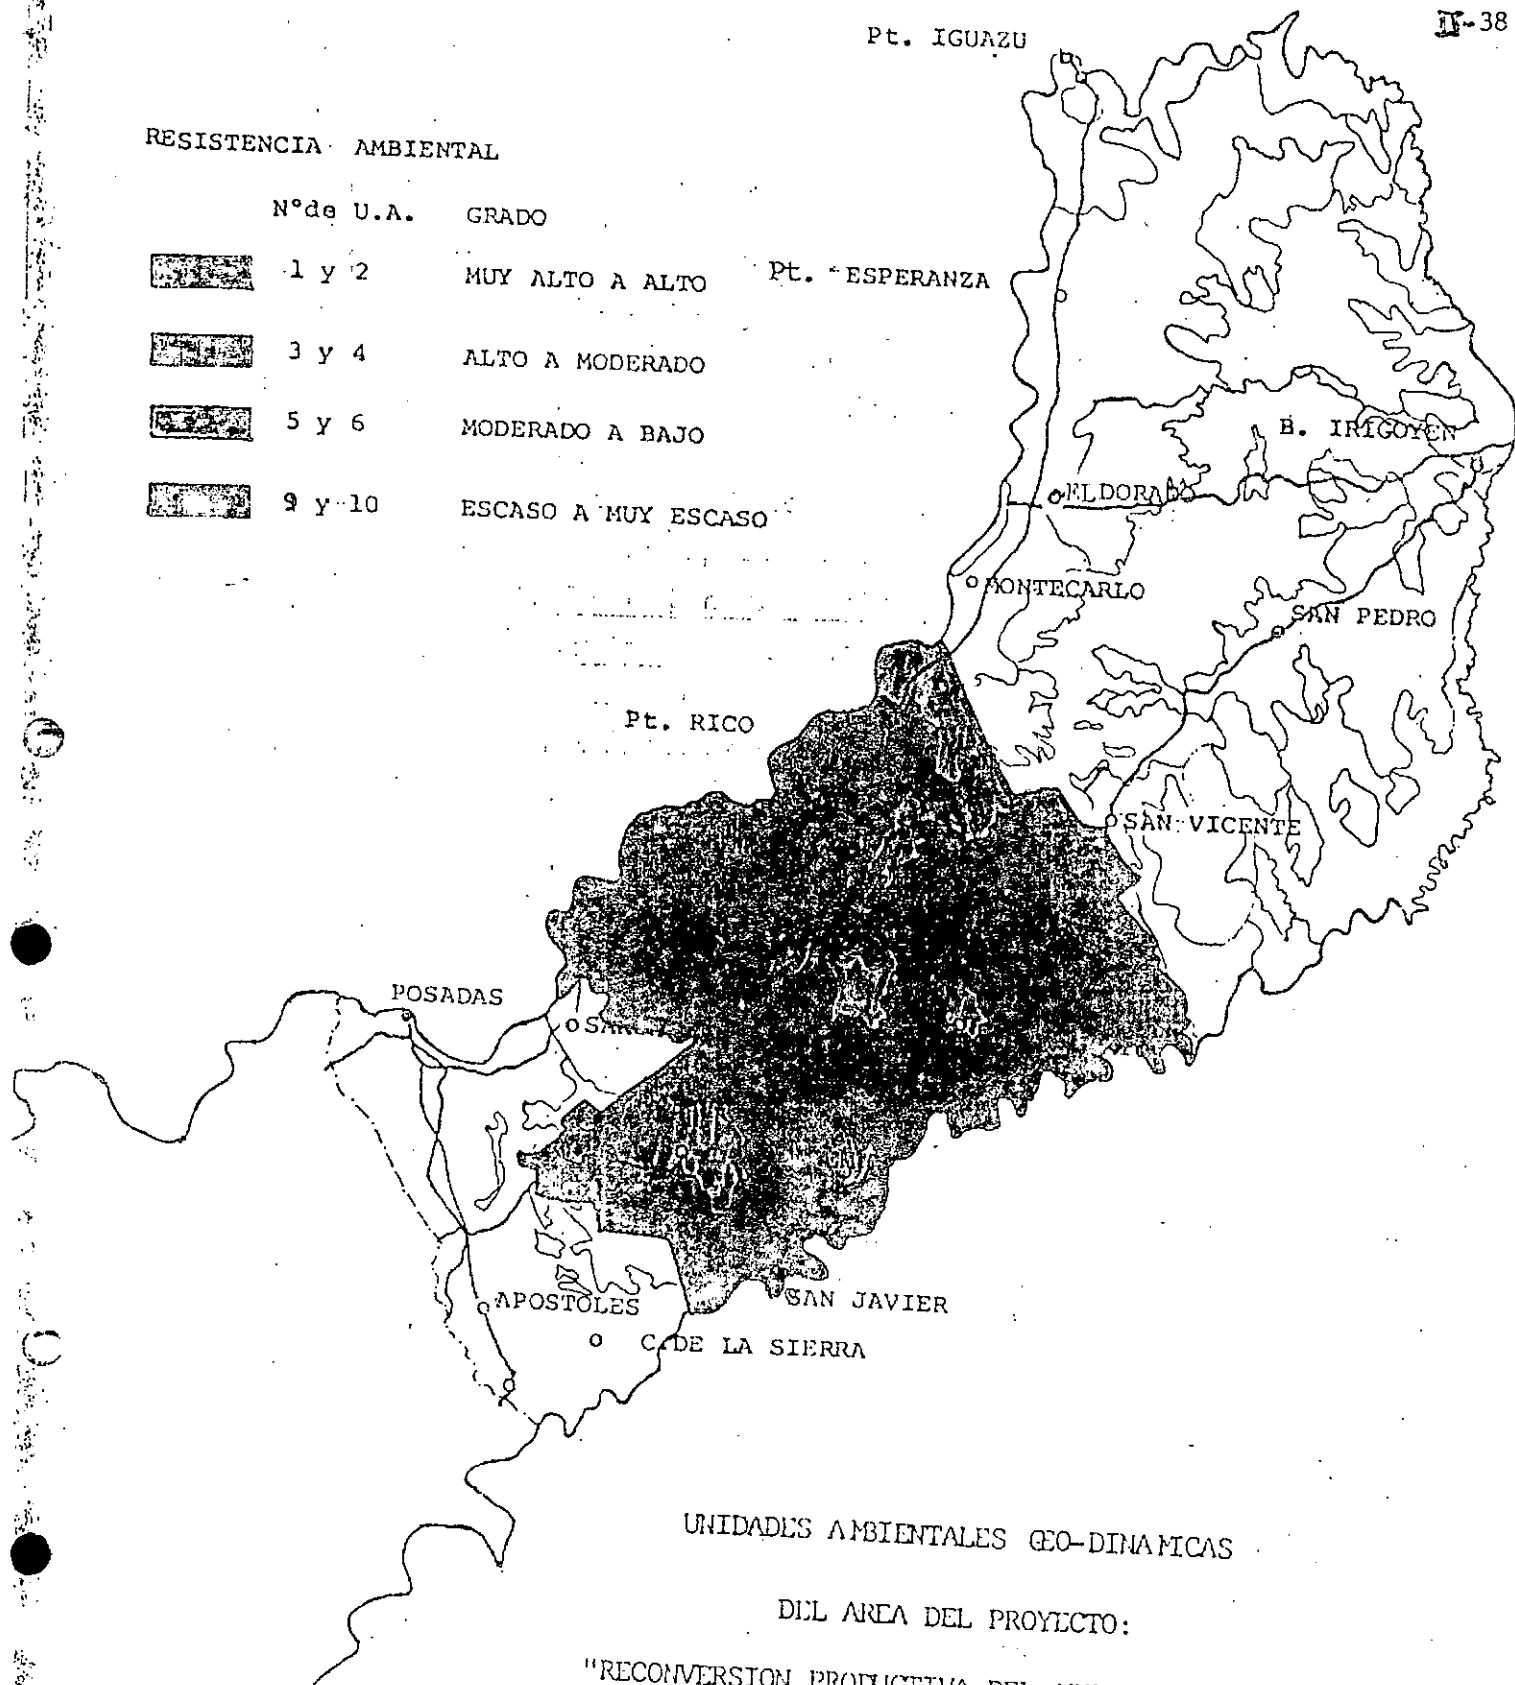 II-38
Pt. IGUAZU
RESISTENCIA AMBIENTAL
N°de U.A. GRADO
1 y 2 MUY ALTO A ALTO
Pt. ESPERANZA
3 y 4 ALTO A MODERADO
5 y 6 MODERADO A BAJO
B. IRIGOYEN
9 y 10 ESCASO A MUY ESCASO
ELDORADO
MONTECARLO
SAN PEDRO
Pt. RICO
SAN VICENTE
POSADAS
SAN JAVIER
APOSTOLES
C. DE LA SIERRA
UNIDADES AMBIENTALES GEO-DINAMICAS
DEL AREA DEL PROYECTO:
"RECONVERSION PRODUCTIVA DEL